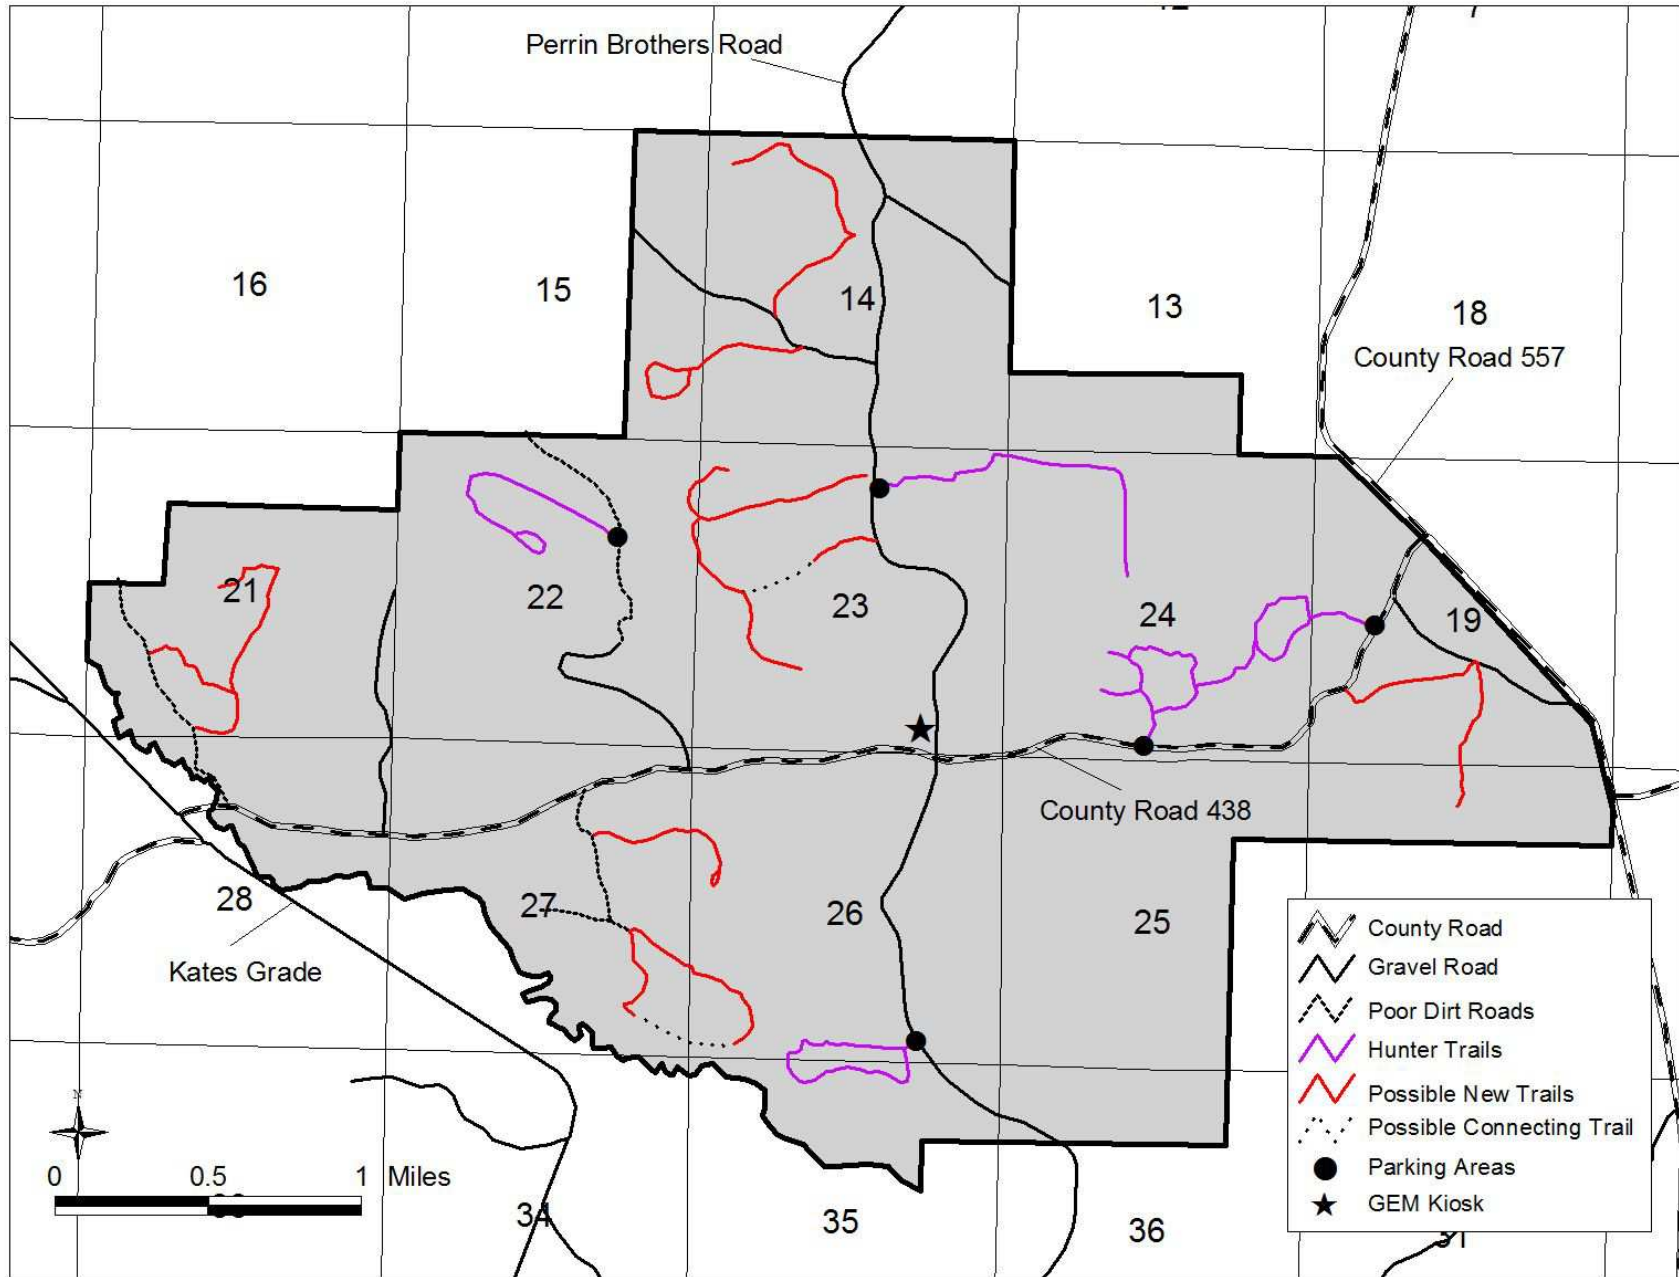 7
Perrin Brothers Road
16
15
14
13
18
County Road 557
21
22
23
24
19
County Road 438
28
27
26
25
Kates Grade
County Road
Gravel Road
Poor Dirt Roads
Hunter Trails
Possible New Trails
Possible Connecting Trail
Parking Areas
GEM Kiosk
N
0 0.5 1 Miles
34
35
36